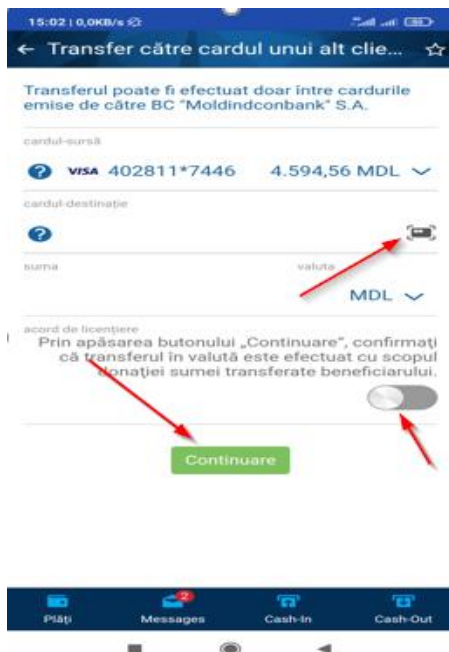 15:02 | 0,0KB/s
← Transfer către cardul unui alt clie...
Transferul poate fi efectuat doar între cardurile
emise de către BC "Moldindconbank" S.A.
cardul-sursă
VISA 402811*7446 4.594,56 MDL
cardul-destinație
suma valuta
MDL
acord de licențiere
Prin apăsarea butonului „Continuare”, confirmați
că transferul în valută este efectuat cu scopul
donației sumei transferate beneficiarului.
Continuare
2
Plăți Messages Cash-In Cash-Out